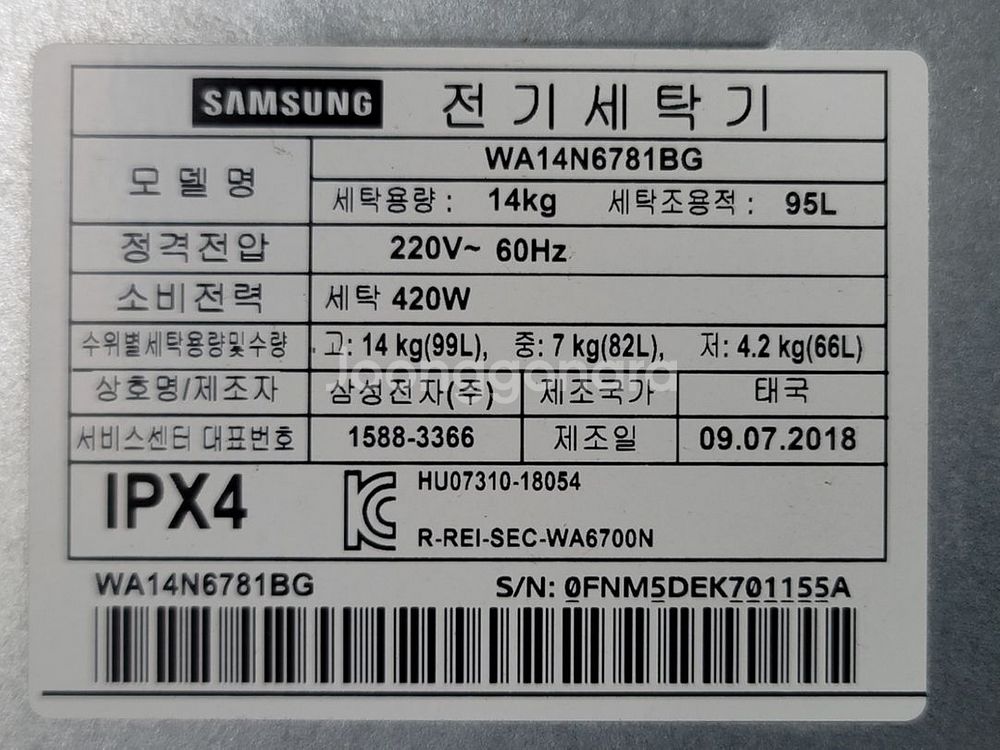 SAMSUNG 전기세탁기
모델명 WA14N6781BG
세탁용량 : 14kg 세탁조용적 : 95L
정격전압 220V~ 60Hz
소비전력 세탁 420W
수위별세탁용량및수량 고: 14 kg(99L), 중: 7 kg(82L), 저: 4.2 kg(66L)
Joonggonara
상호명/제조자 삼성전자(주) 제조국가 태국
서비스센터 대표번호 1588-3366 제조일 09.07.2018
IPX4 KC HU07310-18054
R-REI-SEC-WA6700N
WA14N6781BG S/N: 0FNM5DEK701155A